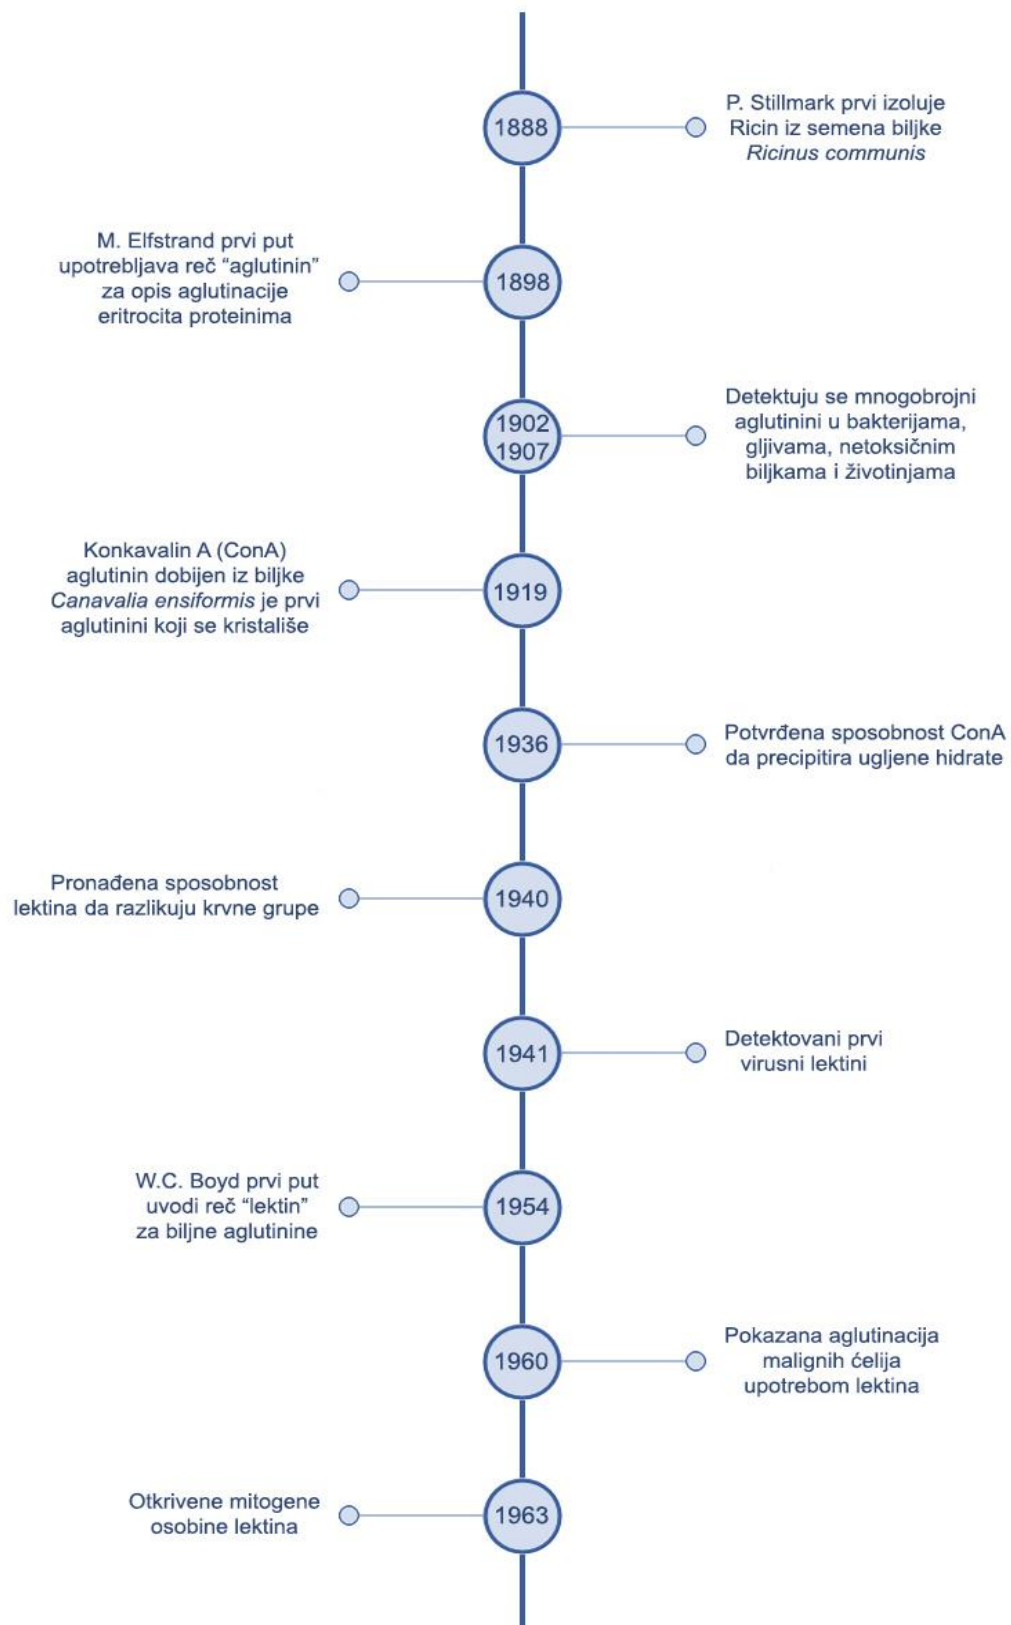 1888
P. Stillmark prvi izoluje
Ricin iz semena biljke
Ricinus communis
M. Elfstrand prvi put
upotrebljava reč “aglutinin”
za opis aglutinacije
eritrocita proteinima
1898
1902
1907
Detektuju se mnogobrojni
aglutinini u bakterijama,
gljivama, netoksičnim
biljkama i životinjama
Konkavalin A (ConA)
aglutinin dobijen iz biljke
Canavalia ensiformis je prvi
aglutinini koji se kristališe
1919
1936
Potvrđena sposobnost ConA
da precipitira ugljene hidrate
Pronađena sposobnost
lektina da razlikuju krvne grupe
1940
1941
Detektovani prvi
virusni lektini
W.C. Boyd prvi put
uvodi reč “lektin”
za biljne aglutinine
1954
1960
Pokazana aglutinacija
malignih ćelija
upotrebom lektina
Otkrivene mitogene
osobine lektina
1963